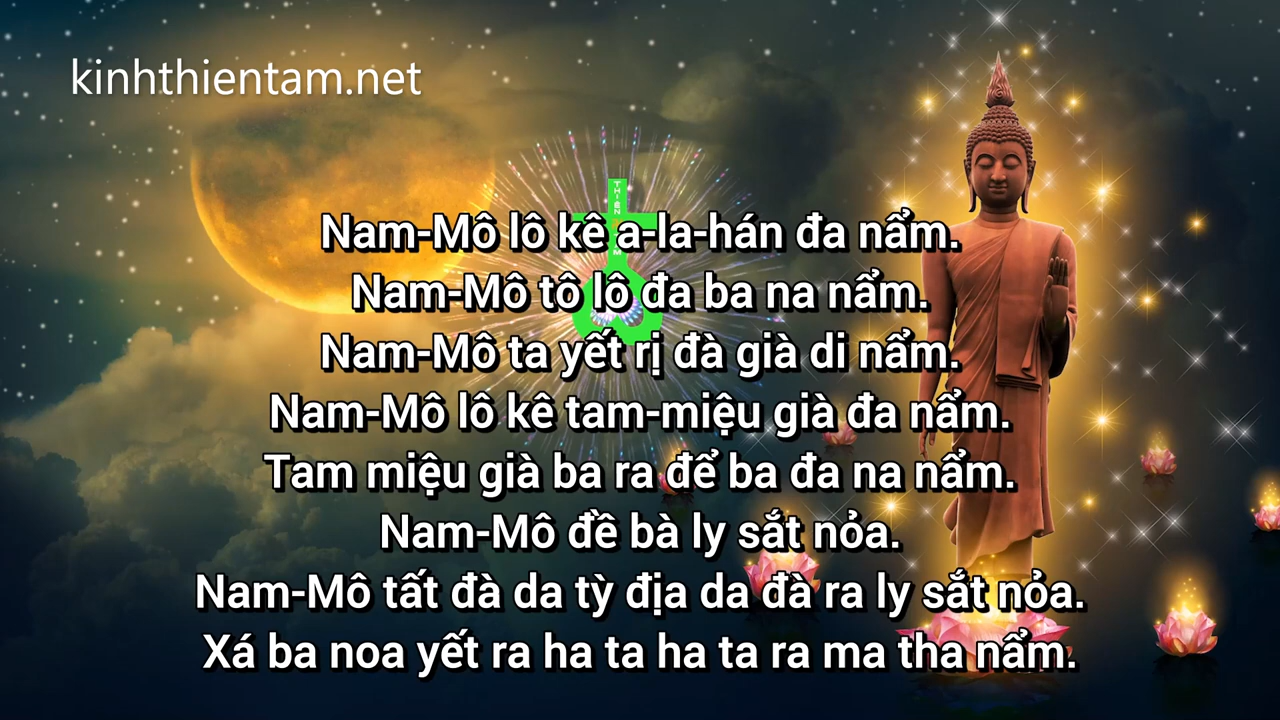 kinhthientam.net
THIỀN
Nam-Mô lô kê a-la-hán đa nẩm.
Nam-Mô tô lô đa ba na nẩm.
Nam-Mô ta yết rị đà già di nẩm.
Nam-Mô lô kê tam-miệu già đa nẩm.
Tam miệu già ba ra để ba đa na nẩm.
Nam-Mô đề bà ly sắt nỏa.
Nam-Mô tất đà da tỳ địa da đà ra ly sắt nỏa.
Xá ba noa yết ra ha ta ha ta ra ma tha nẩm.